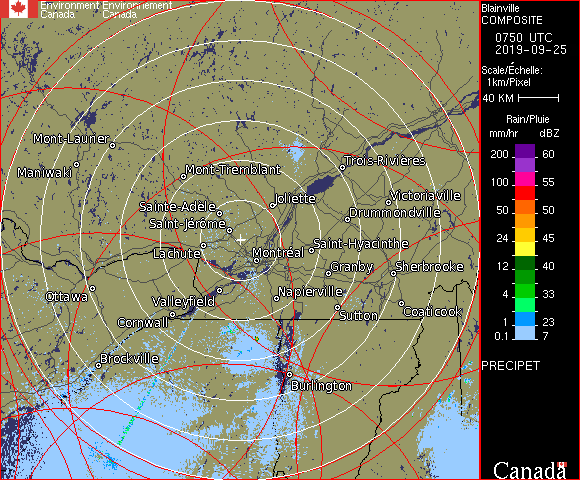 Environment Environnement
Canada Canada
Blainville
COMPOSITE
0750 UTC
2019-09-25
Scale/Échelle:
1km/Pixel
40 KM
Rain/Pluie
mm/hr dBZ
200 60
100 55
50 50
24 45
12 40
4 33
1 23
0.1 7
PRECIPET
Canada
Mont-Laurier
Maniwaki
Mont-Tremblant
Trois-Rivières
Sainte-Adèle
Joliette
Victoriaville
Saint-Jérôme
Drummondville
Lachute
Montréal
Saint-Hyacinthe
Granby
Sherbrooke
Ottawa
Valleyfield
Napierville
Cornwall
Sutton
Coaticook
Brockville
Burlington